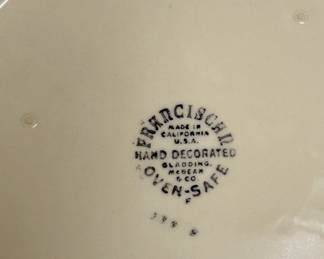 FRANCISCAN
MADE IN
CALIFORNIA
U.S.A.
HAND DECORATED
GLADDING,
McBEAN
& CO.
OVEN-SAFE
F